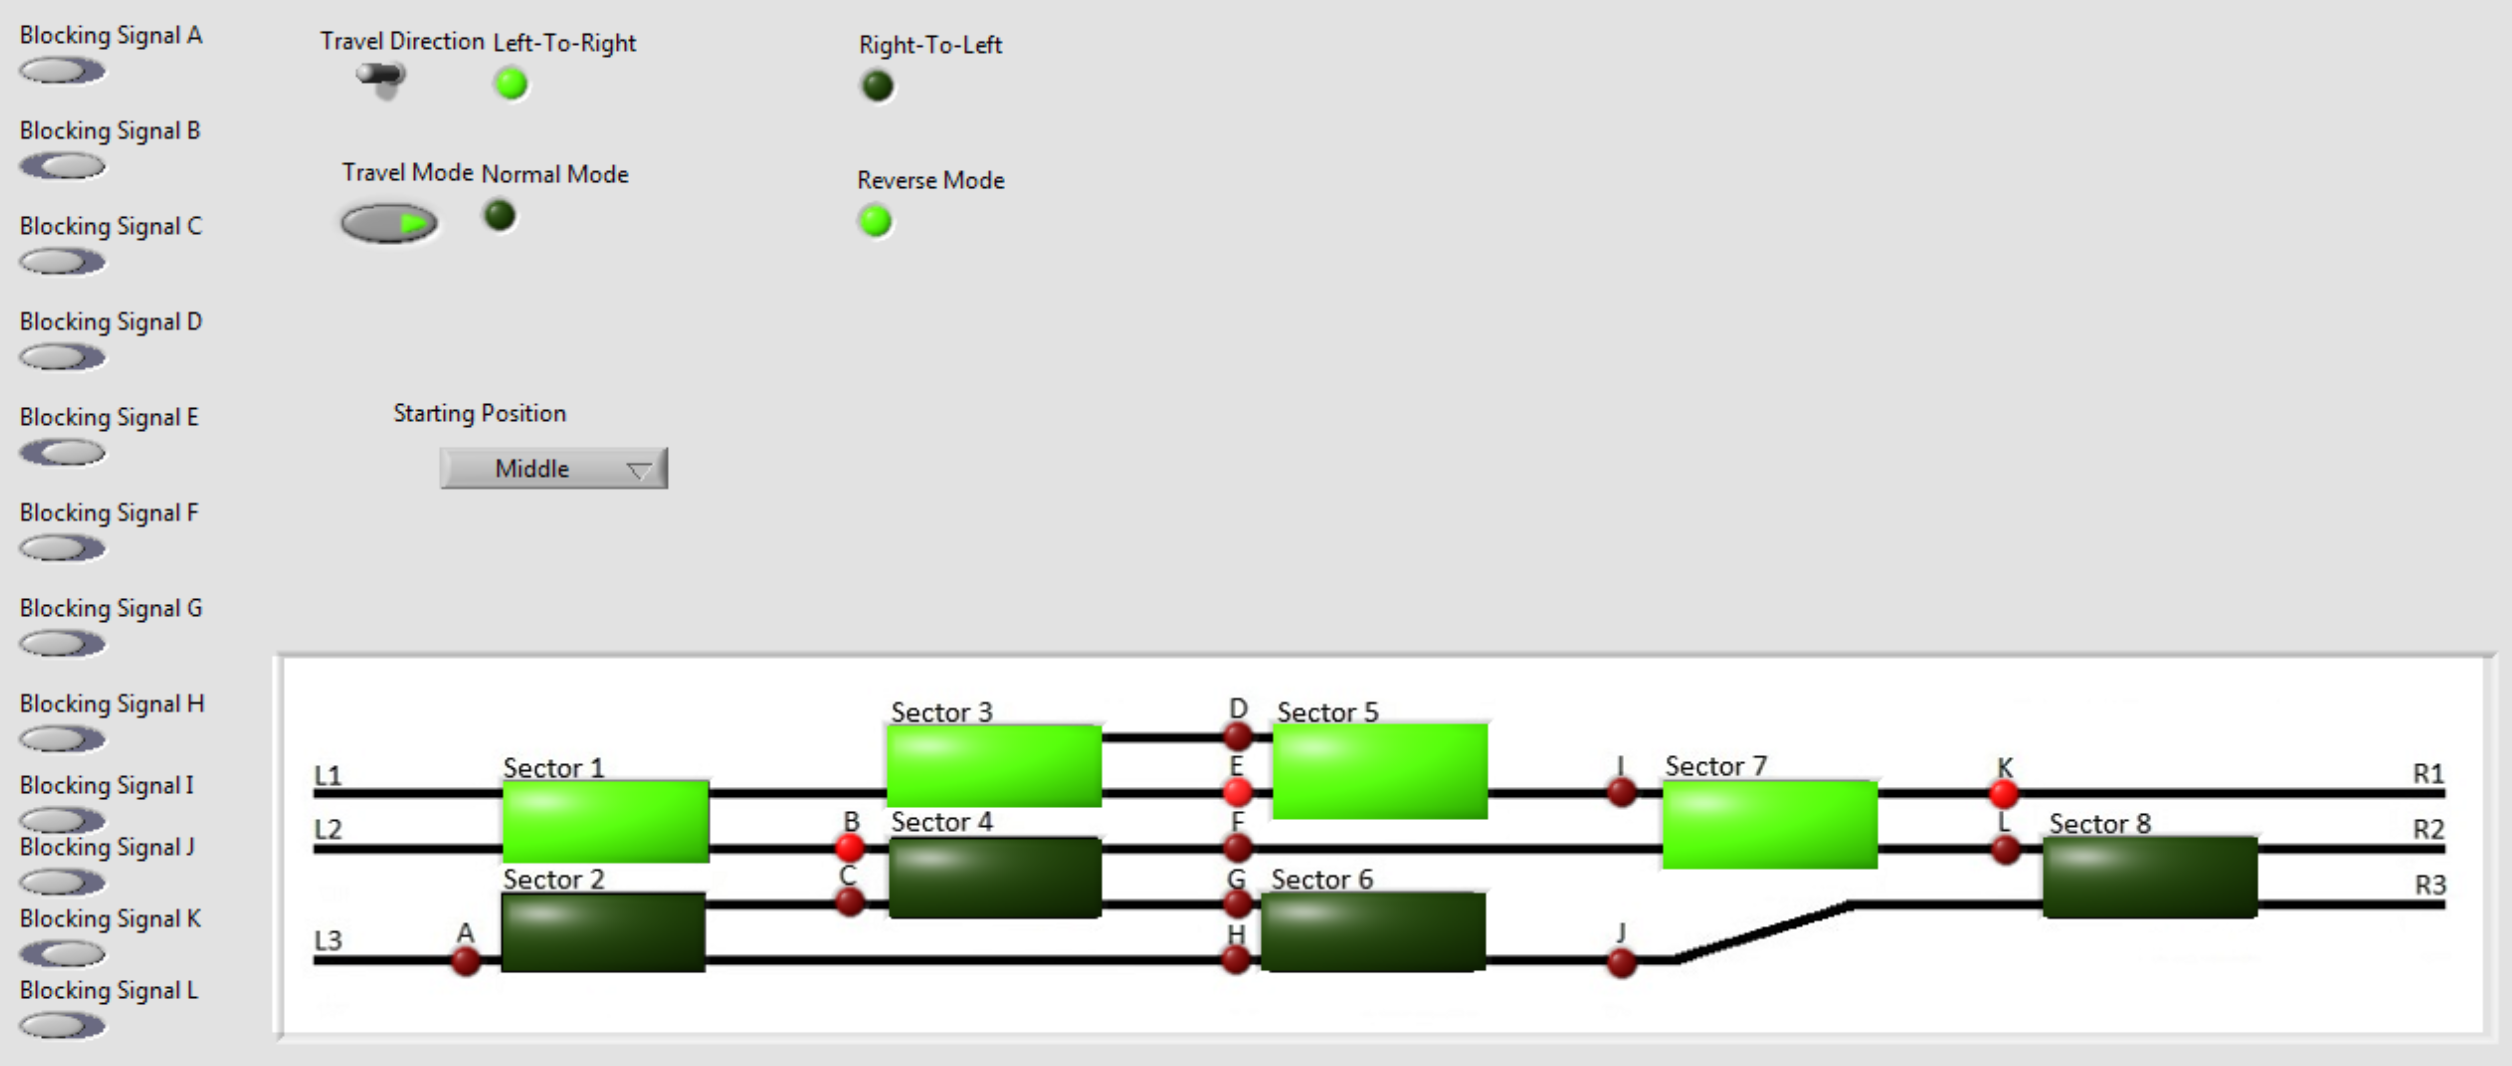 Blocking Signal A
Blocking Signal B
Blocking Signal C
Blocking Signal D
Blocking Signal E
Blocking Signal F
Blocking Signal G
Blocking Signal H
Blocking Signal I
Blocking Signal J
Blocking Signal K
Blocking Signal L
Travel Direction
Left-To-Right
Right-To-Left
Travel Mode
Normal Mode
Reverse Mode
Starting Position
Middle
L1
L2
L3
A
Sector 1
Sector 2
B
C
Sector 3
Sector 4
D
E
F
G
H
Sector 5
Sector 6
I
J
Sector 7
K
L
Sector 8
R1
R2
R3